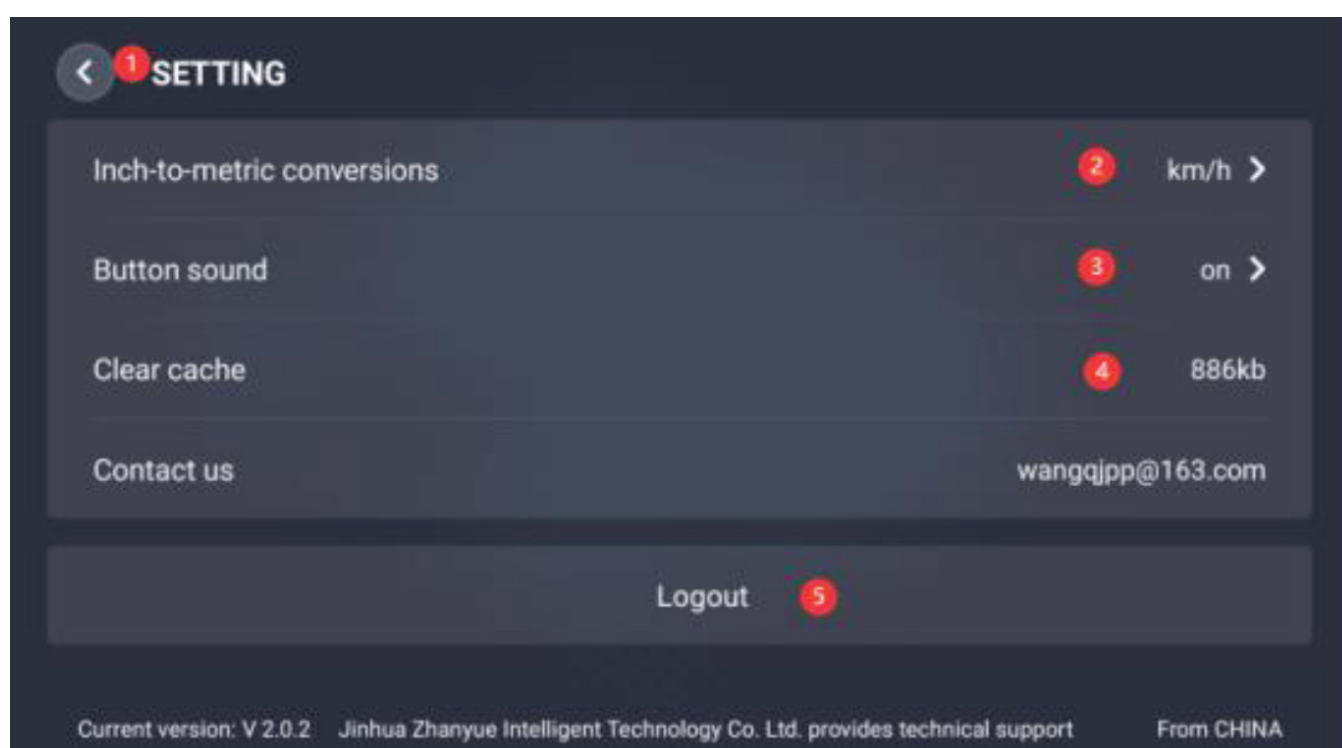 1 SETTING
Inch-to-metric conversions 2 km/h
Button sound 3 on
Clear cache 4 886kb
Contact us wangqjpp@163.com
Logout 5
Current version: V 2.0.2 Jinhua Zhanyue Intelligent Technology Co. Ltd. provides technical support From CHINA